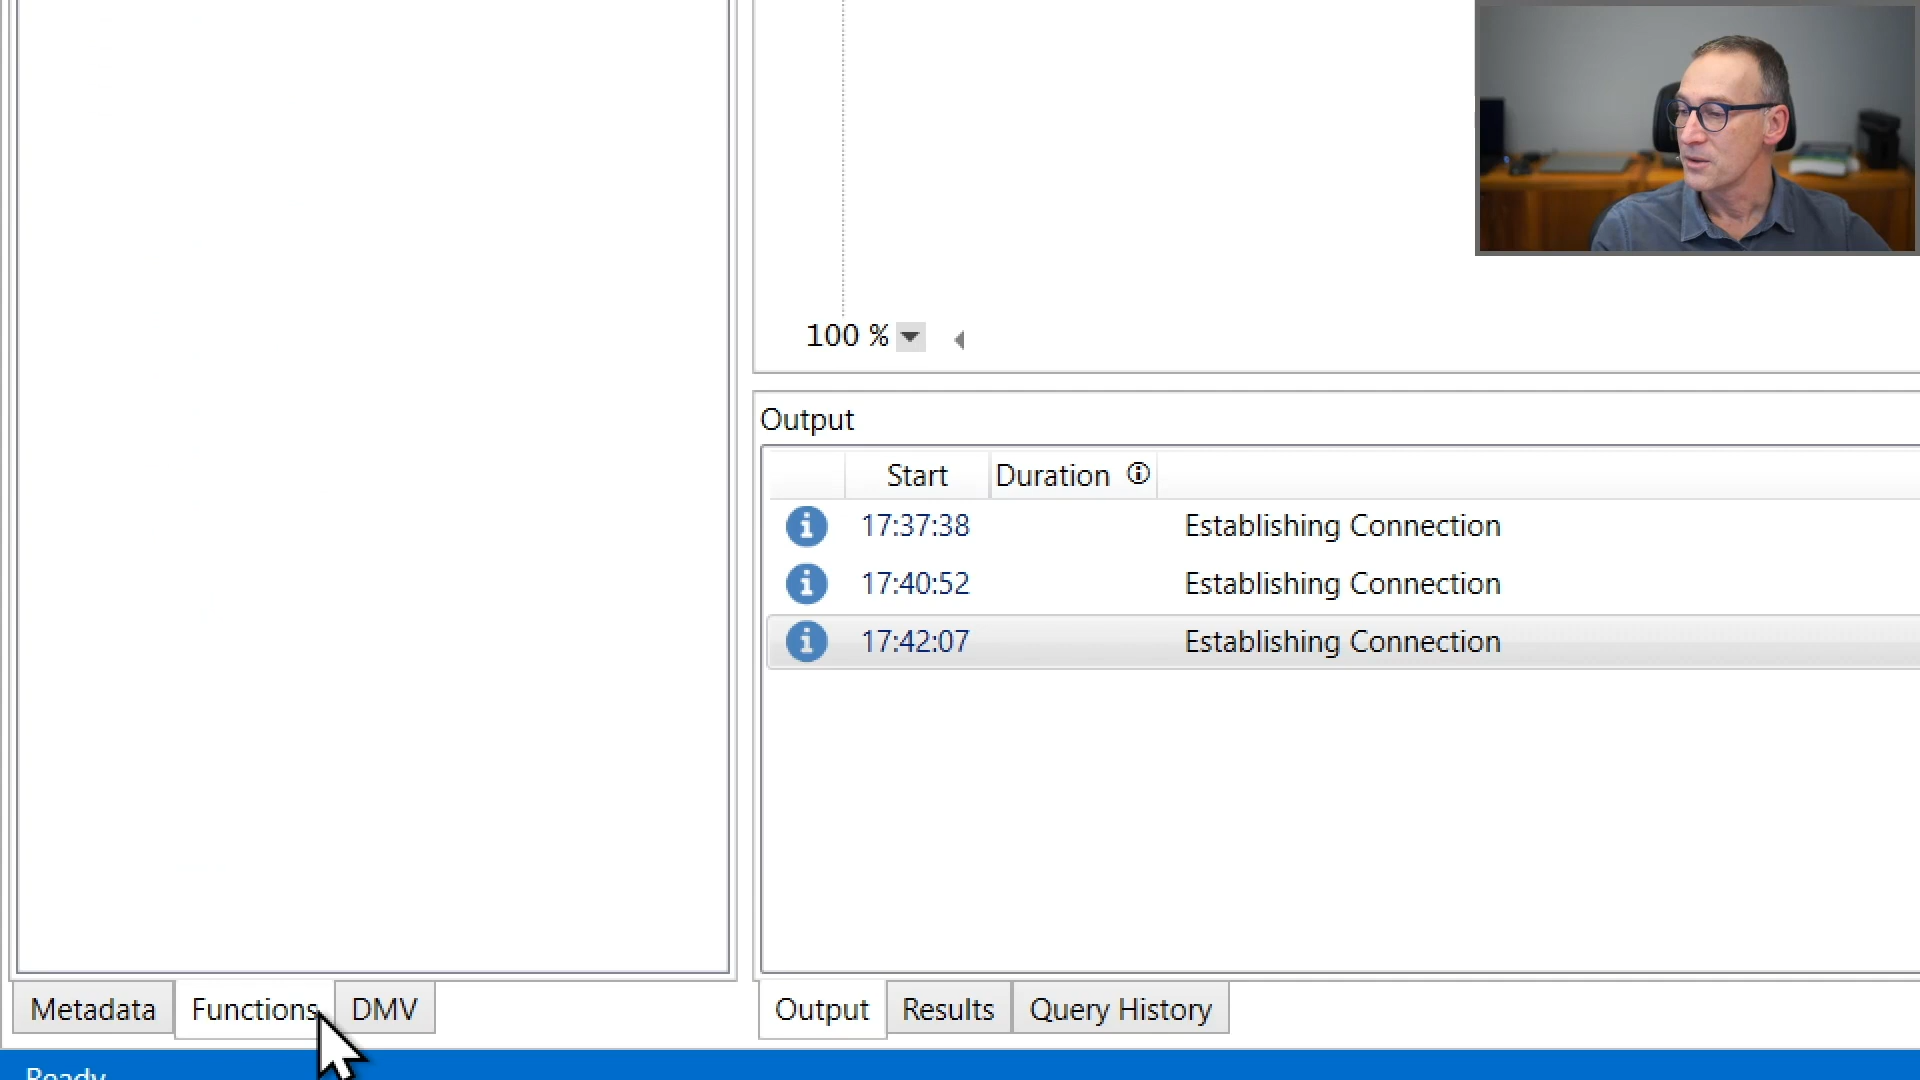 100 %
Output
Start Duration
17:37:38 Establishing Connection
17:40:52 Establishing Connection
17:42:07 Establishing Connection
Metadata Functions DMV
Output Results Query History
Ready